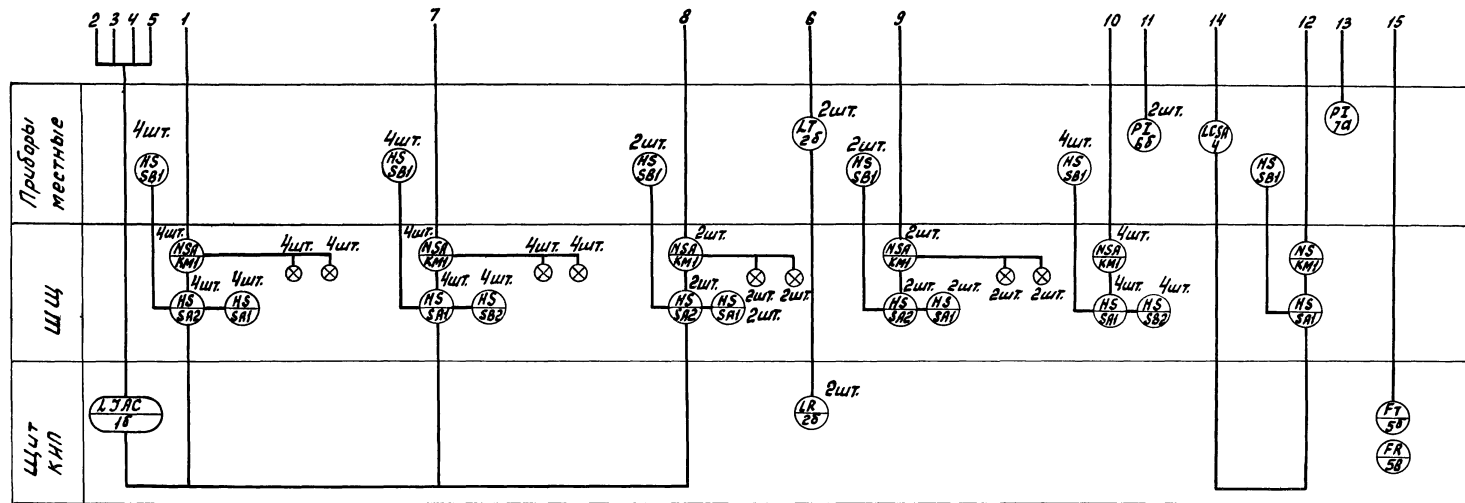 2 3 4 5 1 7 8 6 9 10 11 14 12 13 15
Приборы
местные
4шт.
HS
SB1
4шт.
HS
SB1
2шт.
HS
SB1
2шт.
LT
2б
2шт.
HS
SB1
4шт.
HS
SB1
2шт.
PI
6б
LCSA
4
HS
SB1
PI
7а
ШЩ
4шт.
NSA
KM1
4шт. 4шт.
4шт. 4шт.
HS
SA2
HS
SA1
4шт.
NSA
KM1
4шт. 4шт.
4шт. 4шт.
HS
SA1
HS
SB2
2шт.
NSA
KM1
2шт. 2шт.
2шт.
HS
SA2
HS
SA1
2шт.
2шт.
NSA
KM1
2шт. 2шт.
2шт. 2шт.
HS
SA2
HS
SA1
4шт.
NSA
KM1
4шт. 4шт.
HS
SA1
HS
SB2
NS
KM1
HS
SA1
Щит
КНП
LJAC
1б
2шт.
LR
2б
FT
5б
FR
5в